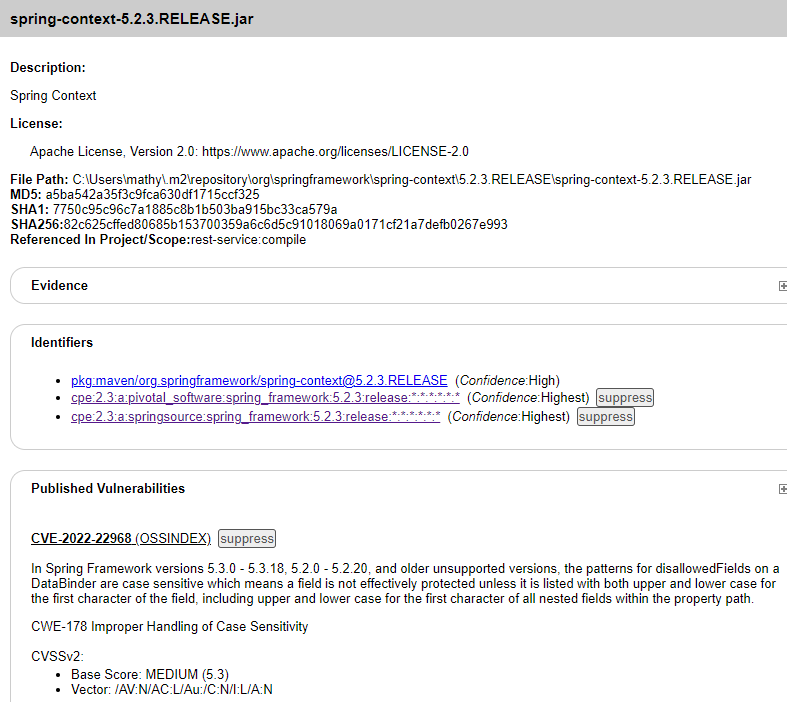 spring-context-5.2.3.RELEASE.jar
Description:
Spring Context
License:
Apache License, Version 2.0: https://www.apache.org/licenses/LICENSE-2.0
File Path: C:\Users\mathy\.m2\repository\org\springframework\spring-context\5.2.3.RELEASE\spring-context-5.2.3.RELEASE.jar
MD5: a5ba542a35f3c9fca630df1715ccf325
SHA1: 7750c95c96c7a1885c8b1b503ba915bc33ca579a
SHA256:82c625cffed80685b153700359a6c6d5c91018069a0171cf21a7defb0267e993
Referenced In Project/Scope:rest-service:compile
Evidence
Identifiers
pkg:maven/org.springframework/spring-context@5.2.3.RELEASE (Confidence:High)
cpe:2.3:a:pivotal_software:spring_framework:5.2.3:release:*:*:*:*:*:* (Confidence:Highest) suppress
cpe:2.3:a:springsource:spring_framework:5.2.3:release:*:*:*:*:*:* (Confidence:Highest) suppress
Published Vulnerabilities
CVE-2022-22968 (OSSINDEX) suppress
In Spring Framework versions 5.3.0 - 5.3.18, 5.2.0 - 5.2.20, and older unsupported versions, the patterns for disallowedFields on a
DataBinder are case sensitive which means a field is not effectively protected unless it is listed with both upper and lower case for
the first character of the field, including upper and lower case for the first character of all nested fields within the property path.
CWE-178 Improper Handling of Case Sensitivity
CVSSv2:
Base Score: MEDIUM (5.3)
Vector: /AV:N/AC:L/Au:/C:N/I:L/A:N